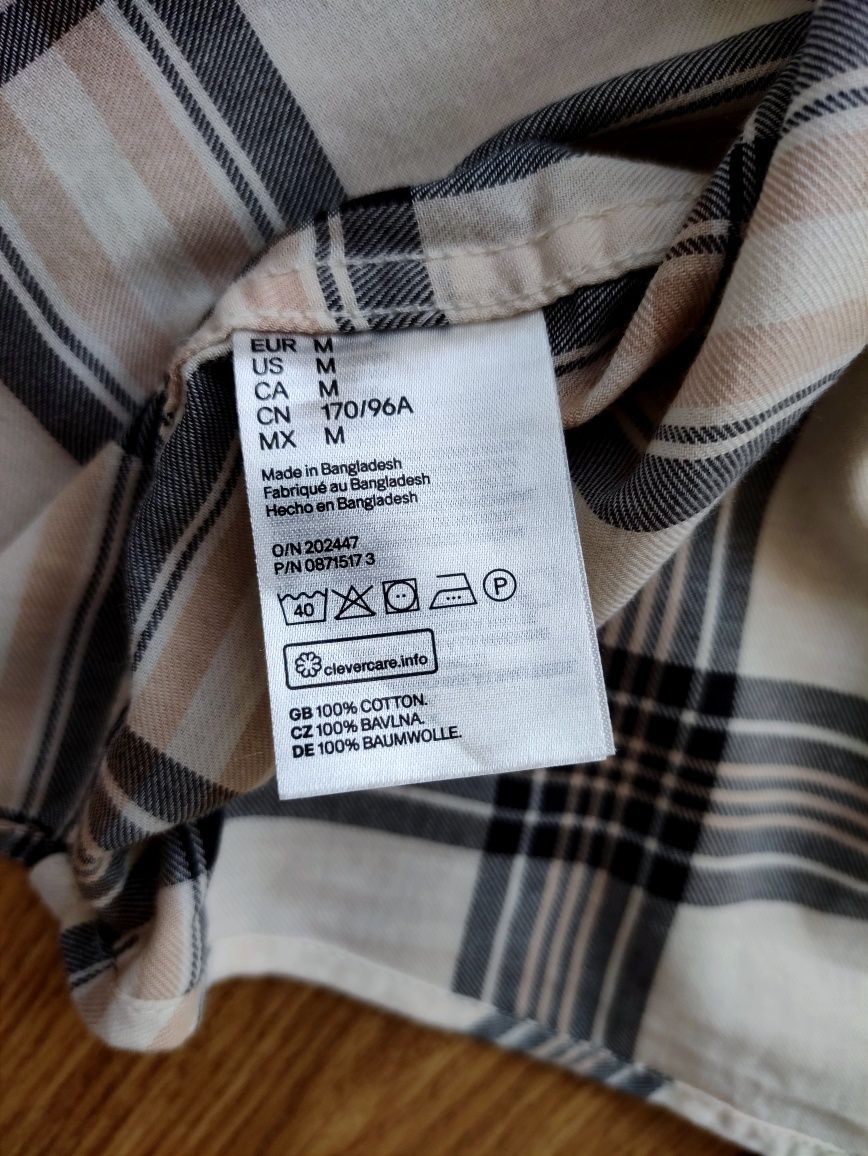 EUR M
US M
CA M
CN 170/96A
MX M
Made in Bangladesh
Fabriqué au Bangladesh
Hecho en Bangladesh
O/N 202447
P/N 0871517 3
40 P
clevercare.info
GB 100% COTTON.
CZ 100% BAVLNA.
DE 100% BAUMWOLLE.